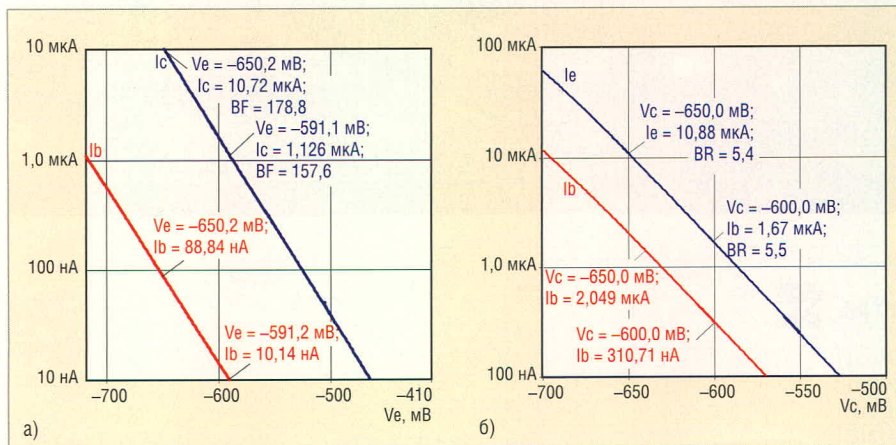 10 мкА
1,0 мкА
100 нА
10 нА
Ic
Ve = –650,2 мВ;
Ic = 10,72 мкА;
BF = 178,8
Ve = –591,1 мВ;
Ic = 1,126 мкА;
BF = 157,6
Ib
Ve = –650,2 мВ;
Ib = 88,84 нА
Ve = –591,2 мВ;
Ib = 10,14 нА
–700
–600
–500
–410
Ve, мВ
а)
100 мкА
10 мкА
1,0 мкА
100 нА
Ie
Vc = –650,0 мВ;
Ie = 10,88 мкА;
BR = 5,4
Ib
Vc = –600,0 мВ;
Ib = 1,67 мкА;
BR = 5,5
Vc = –650,0 мВ;
Ib = 2,049 мкА
Vc = –600,0 мВ;
Ib = 310,71 нА
–700
–650
–600
–550
–500
Vc, мВ
б)